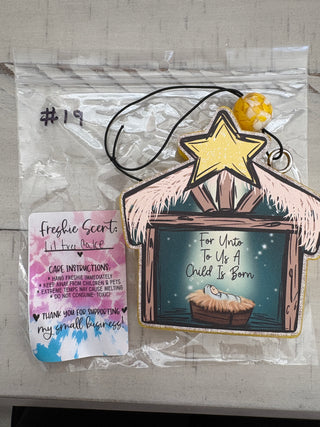 #19
For Unto
To Us A
Child Is Born
Freshie Scent:
Lil Tree Cake
CARE INSTRUCTIONS:
• HANG FRESHIE IMMEDIATELY
• KEEP AWAY FROM CHILDREN & PETS
• EXTREME TEMPS MAY CAUSE MELTING
• DO NOT CONSUME- TOXIC!
THANK YOU FOR SUPPORTING
my small business!